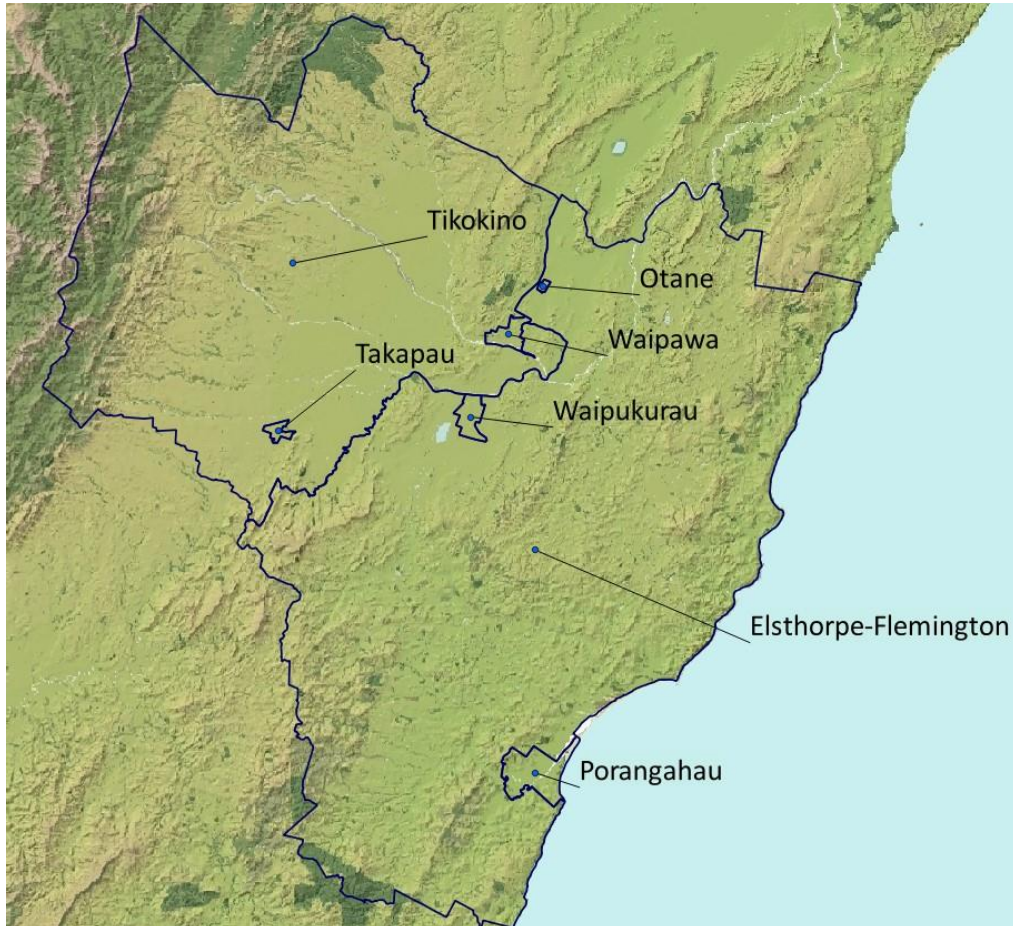 Tikokino
Otane
Waipawa
Takapau
Waipukurau
Elsthorpe-Flemington
Porangahau